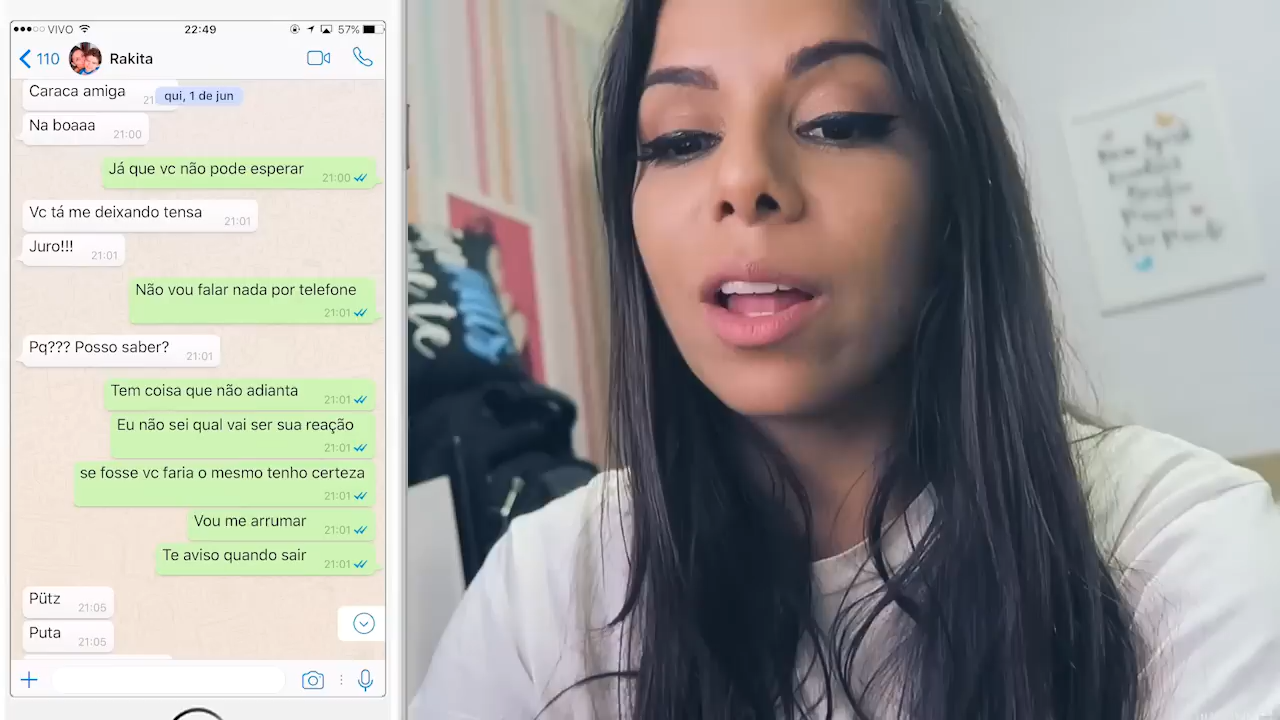 VIVO
22:49
57%
110
Rakita
Caraca amiga
21
qui, 1 de jun
Na boaaa
21:00
Já que vc não pode esperar
21:00
Vc tá me deixando tensa
21:01
Juro!!!
21:01
Não vou falar nada por telefone
21:01
Pq??? Posso saber?
21:01
Tem coisa que não adianta
21:01
Eu não sei qual vai ser sua reação
21:01
se fosse vc faria o mesmo tenho certeza
21:01
Vou me arrumar
21:01
Te aviso quando sair
21:01
Pütz
21:05
Puta
21:05